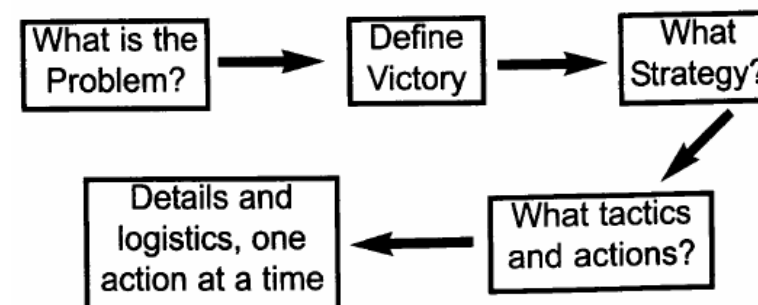 What is the
Problem?
Define
Victory
What
Strategy?
What tactics
and actions?
Details and
logistics, one
action at a time